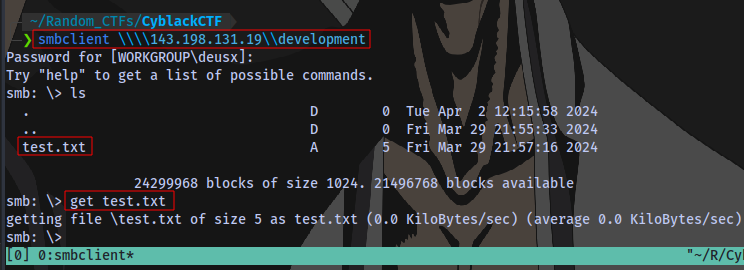 ~/Random_CTFs/CyblackCTF
❯ smbclient \\\\143.198.131.19\\development
Password for [WORKGROUP\deusx]:
Try "help" to get a list of possible commands.
smb: \> ls
. D 0 Tue Apr 2 12:15:58 2024
.. D 0 Fri Mar 29 21:55:33 2024
test.txt A 5 Fri Mar 29 21:57:16 2024
24299968 blocks of size 1024. 21496768 blocks available
smb: \> get test.txt
getting file \test.txt of size 5 as test.txt (0.0 KiloBytes/sec) (average 0.0 KiloBytes/sec)
smb: \>
[0] 0:smbclient* "~/R/Cyb